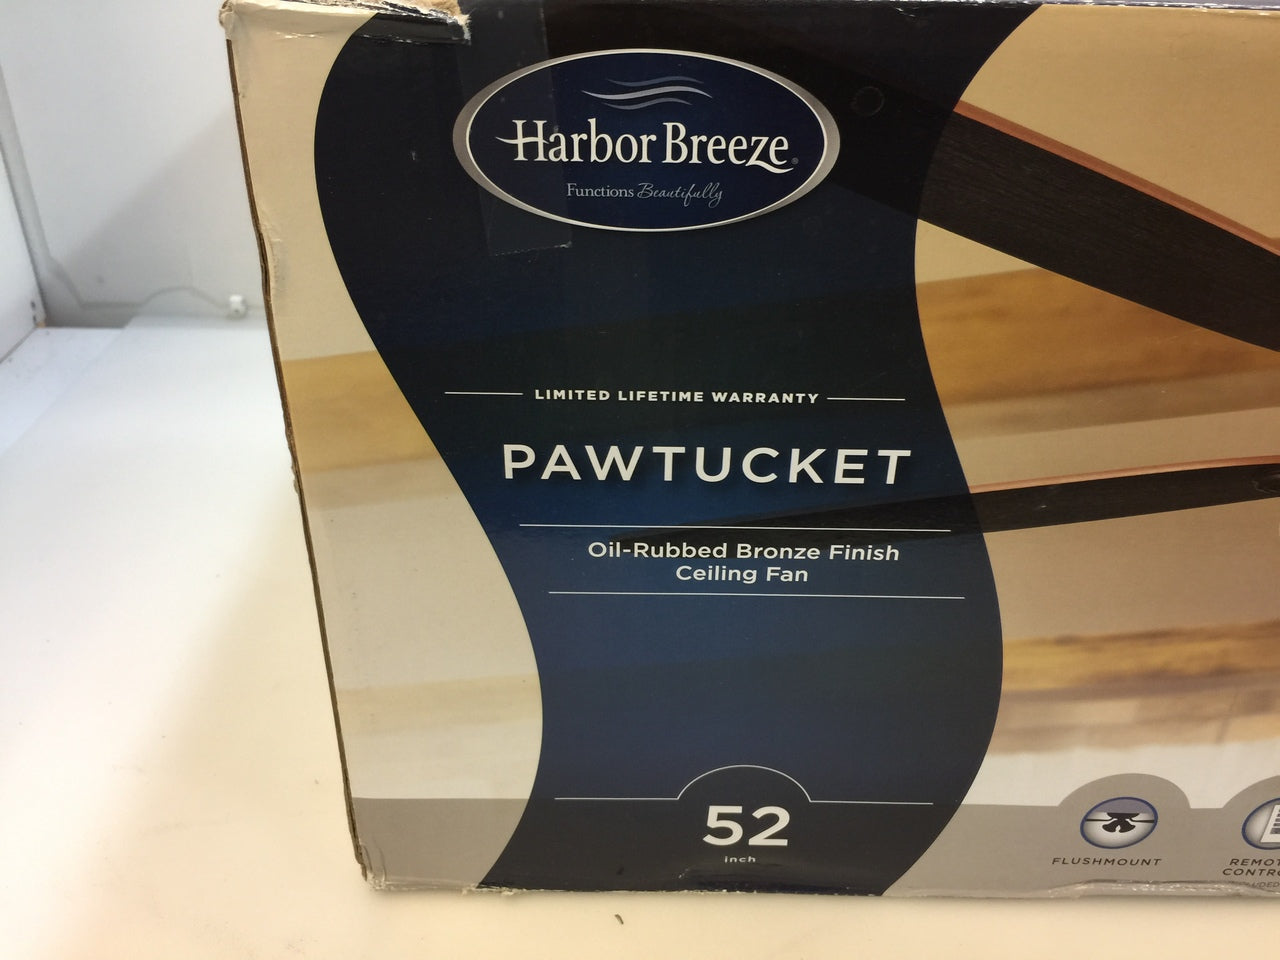 Harbor Breeze®
Functions Beautifully
LIMITED LIFETIME WARRANTY
PAWTUCKET
Oil-Rubbed Bronze Finish
Ceiling Fan
52
inch
FLUSHMOUNT